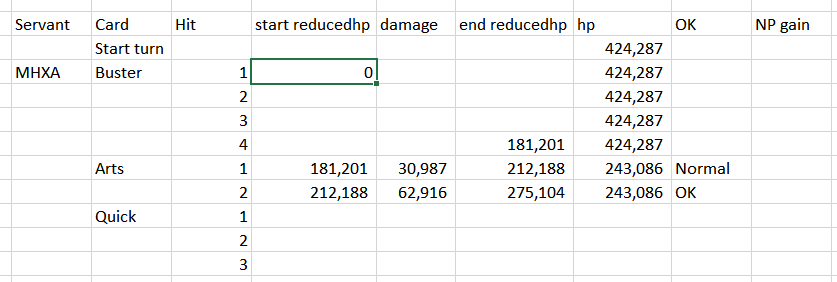 Servant Card Hit start reducedhp damage end reducedhp hp OK NP gain
Start turn 424,287
MHXA Buster 1 0 424,287
2 424,287
3 424,287
4 181,201 424,287
Arts 1 181,201 30,987 212,188 243,086 Normal
2 212,188 62,916 275,104 243,086 OK
Quick 1
2
3